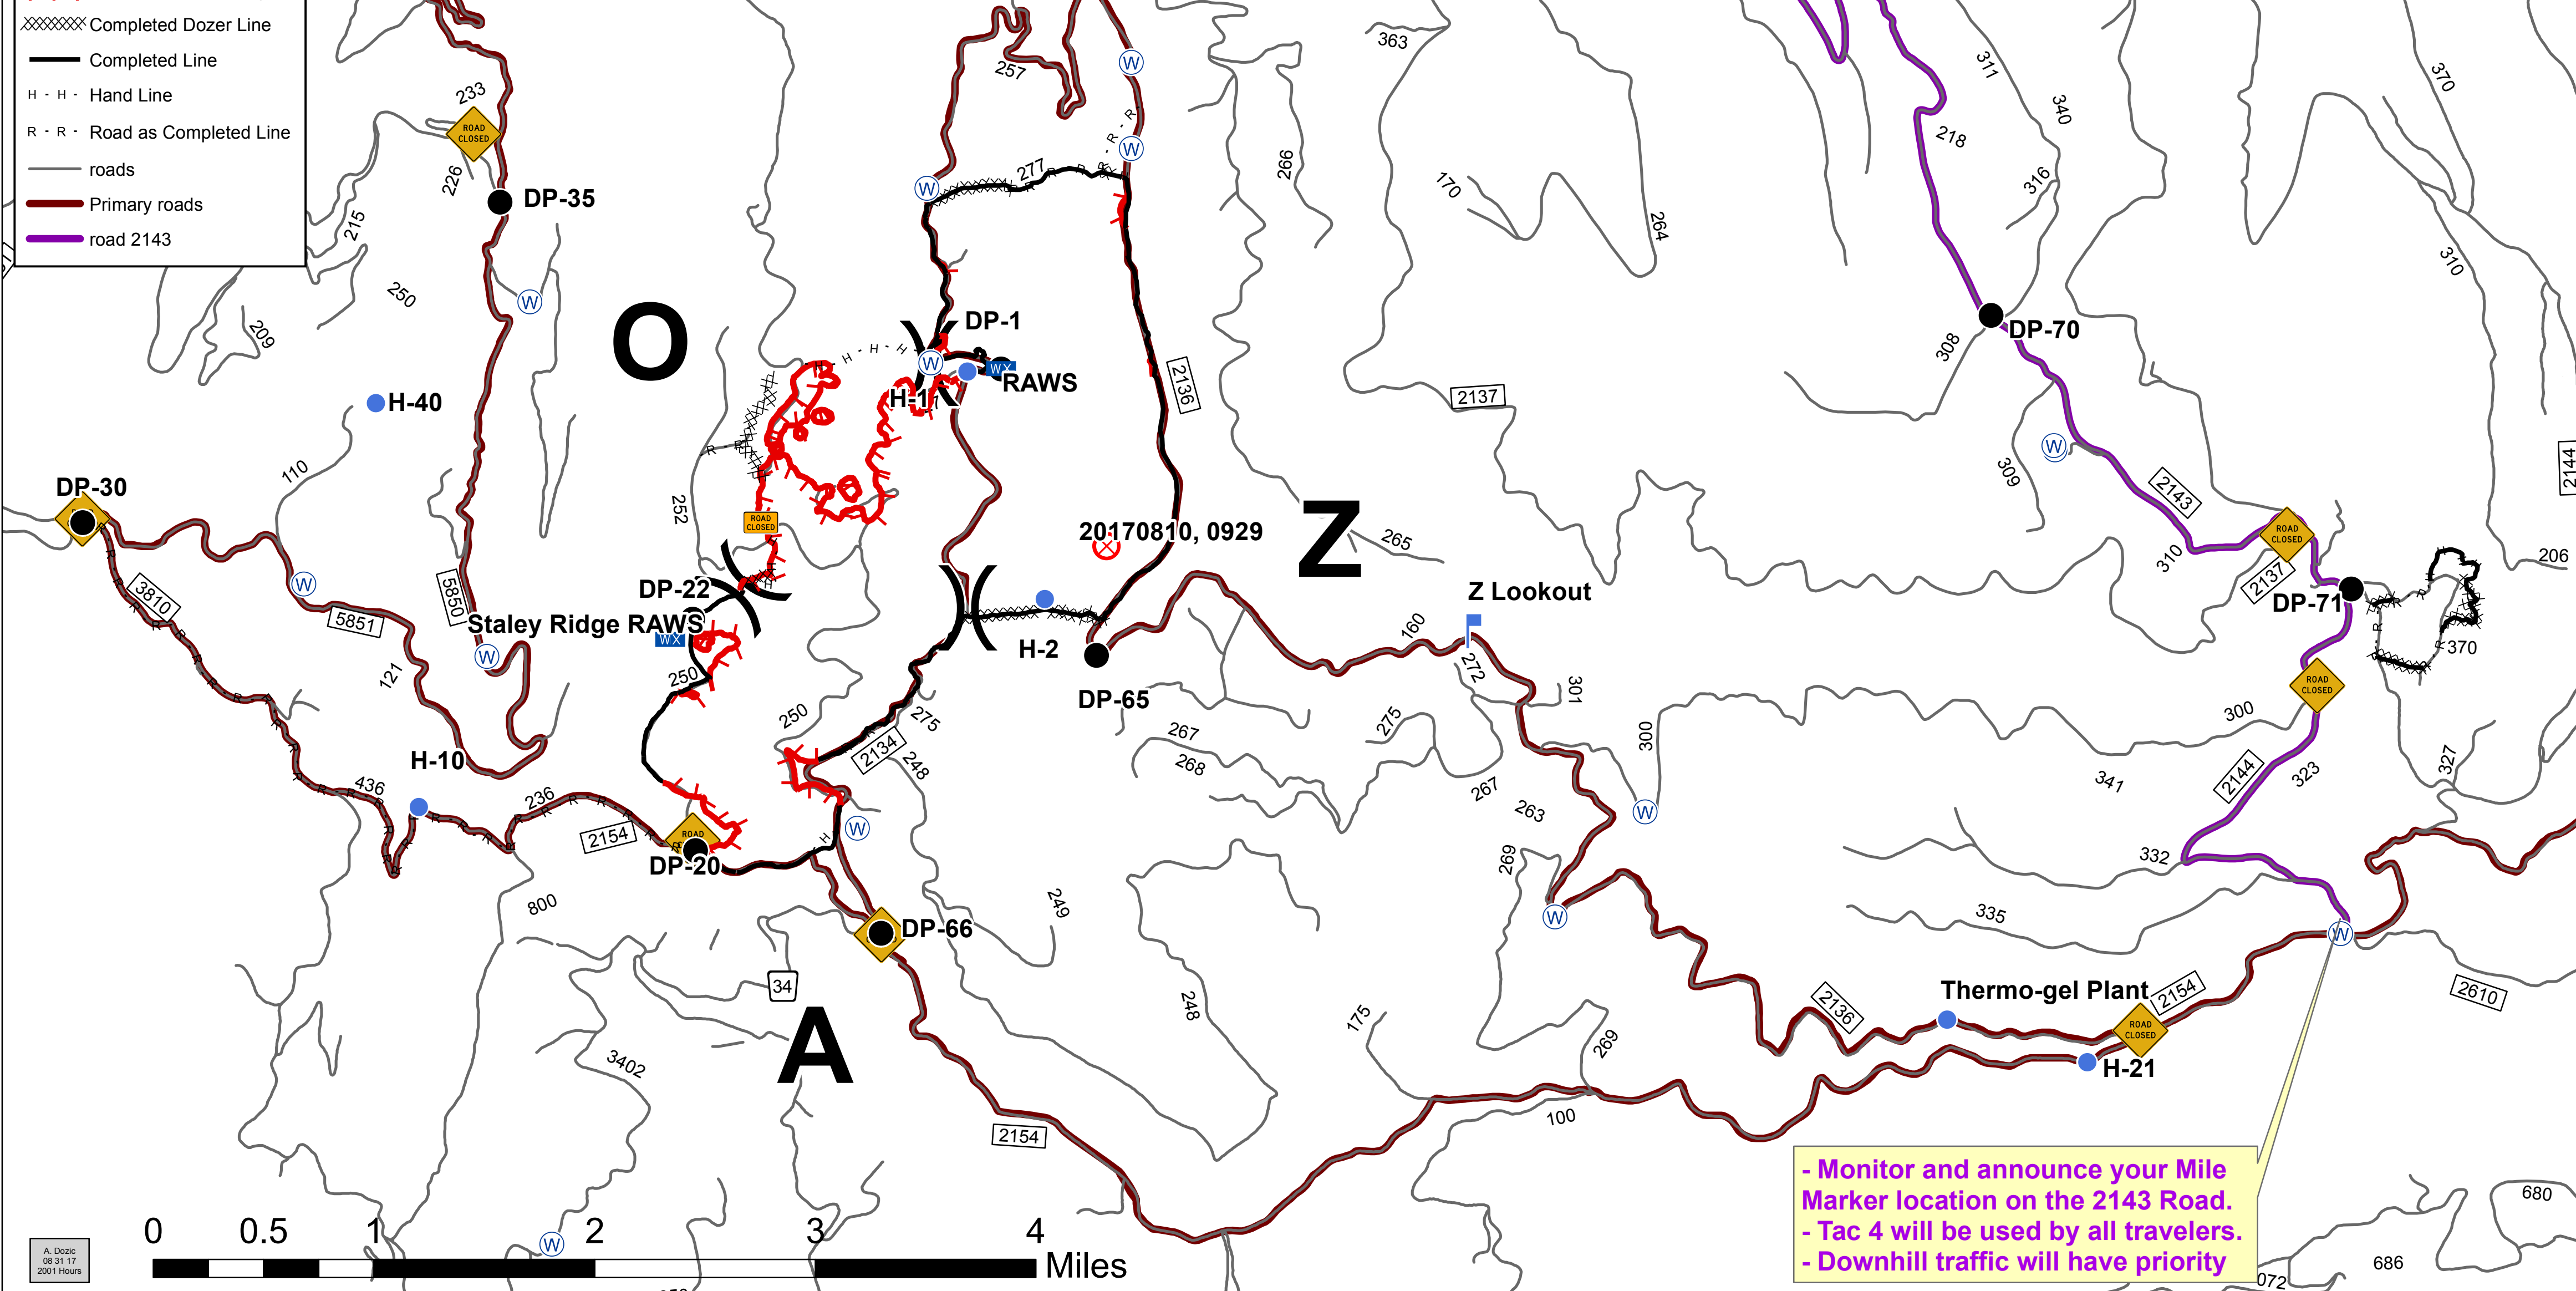 Completed Dozer Line
Completed Line
H - H - Hand Line
R - R - Road as Completed Line
roads
Primary roads
road 2143
233
ROAD
CLOSED
226
DP-35
215
250
209
O
H-40
110
DP-30
3810
5851
5850
121
H-10
436
236
2154
800
257
W
W
W
277
R - R - R
W
DP-1
H - H - H
W
WX
RAWS
H-1
2136
R
252
ROAD
CLOSED
DP-22
Staley Ridge RAWS
WX
250
W
W
20170810, 0929
H-2
DP-65
275
250
2134
248
H
W
ROAD
DP-20
DP-66
249
34
A
3402
248
2154
363
266
170
264
2137
Z
265
Z Lookout
160
272
301
267
268
275
267
263
300
W
269
W
175
269
100
311
340
218
316
370
310
DP-70
308
309
W
2143
2144
ROAD
CLOSED
310
2137
206
DP-71
370
ROAD
CLOSED
300
341
2144
323
327
332
335
W
2610
Thermo-gel Plant
2154
2136
ROAD
CLOSED
H-21
- Monitor and announce your Mile
Marker location on the 2143 Road.
- Tac 4 will be used by all travelers.
- Downhill traffic will have priority
680
686
072
0 0.5 1 2 3 4
Miles
W
A. Dozic
08 31 17
2001 Hours